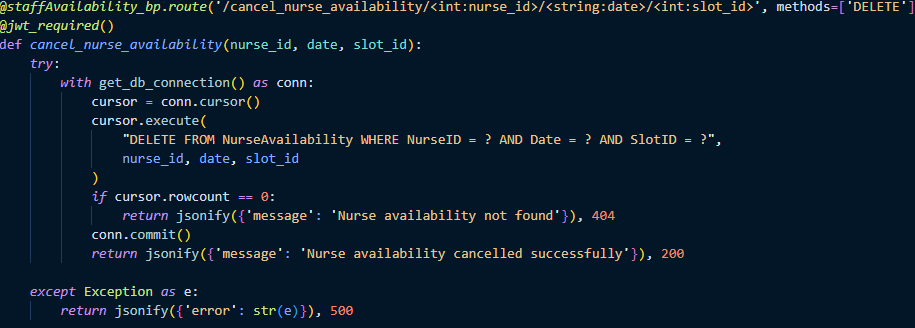 @staffAvailability_bp.route('/cancel_nurse_availability/<int:nurse_id>/<string:date>/<int:slot_id>', methods=['DELETE']
@jwt_required()
def cancel_nurse_availability(nurse_id, date, slot_id):
    try:
        with get_db_connection() as conn:
            cursor = conn.cursor()
            cursor.execute(
                "DELETE FROM NurseAvailability WHERE NurseID = ? AND Date = ? AND SlotID = ?",
                nurse_id, date, slot_id
            )
            if cursor.rowcount == 0:
                return jsonify({'message': 'Nurse availability not found'}), 404
            conn.commit()
            return jsonify({'message': 'Nurse availability cancelled successfully'}), 200

    except Exception as e:
        return jsonify({'error': str(e)}), 500